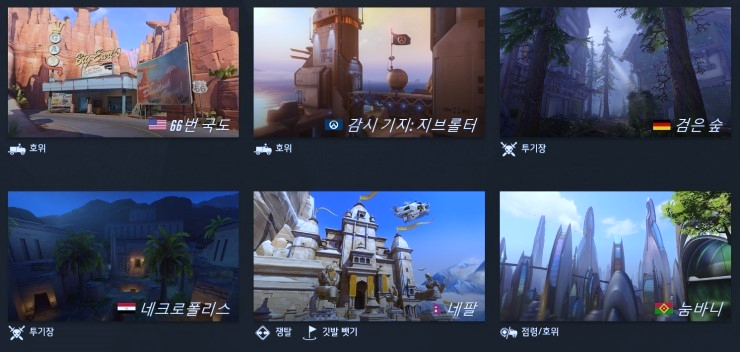 66번 국도
감시 기지: 지브롤터
검은 숲
호위
호위
투기장
네크로폴리스
네팔
눔바니
투기장
쟁탈 깃발 뺏기
점령/호위
66